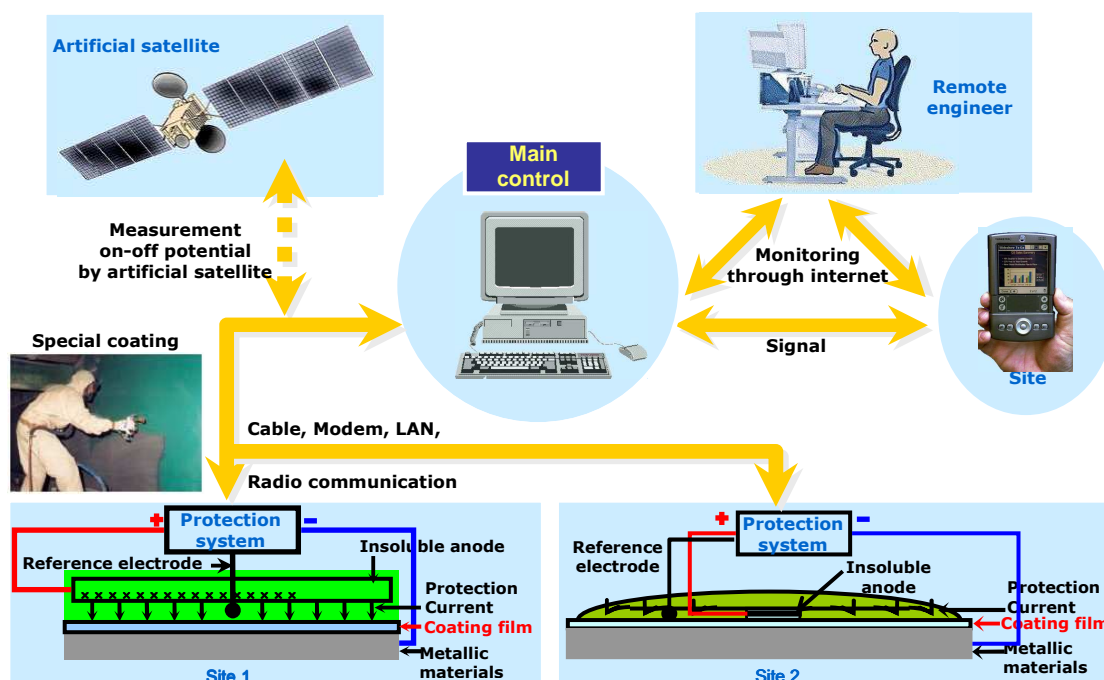 Artificial satellite
Remote
engineer
Main
control
Measurement
on-off potential
by artificial satellite
Monitoring
through internet
Signal
Site
Special coating
Cable, Modem, LAN,
Radio communication
+
Protection
system
-
Reference electrode
Insoluble anode
Protection
Current
Coating film
Metallic
materials
Site 1
+
Protection
system
-
Reference
electrode
Insoluble
anode
Protection
Current
Coating film
Metallic
materials
Site 2